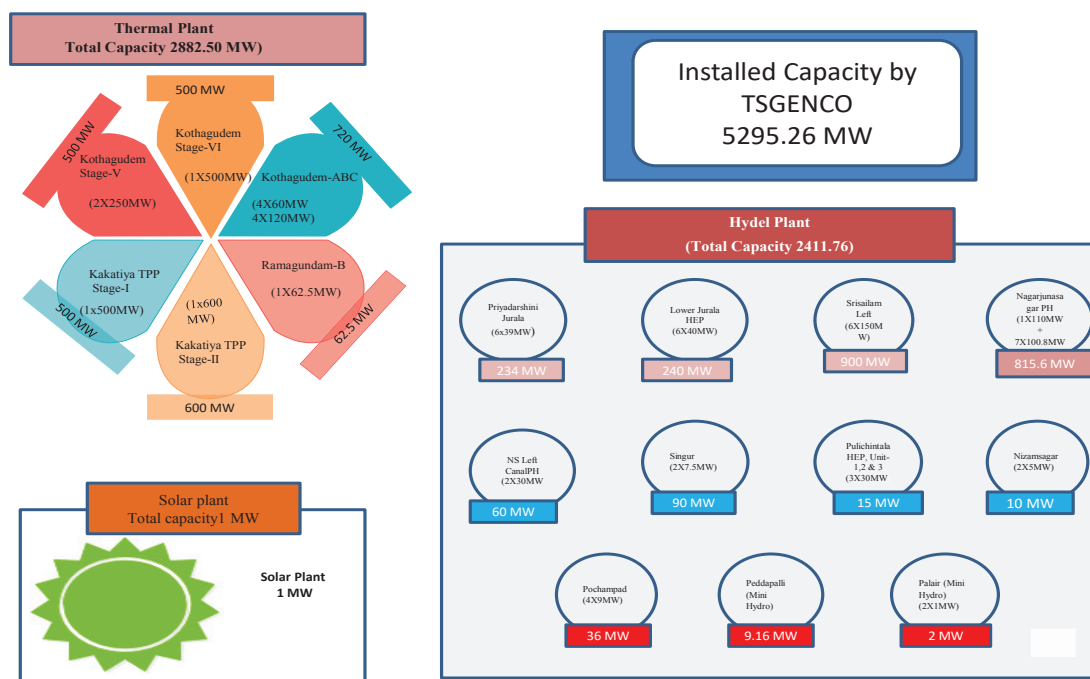 Thermal Plant
Total Capacity 2882.50 MW)
500 MW
Kothagudem
Stage-VI
(1X500MW)
720 MW
Kothagudem-ABC
(4X60MW
4X120MW)
500 MW
Kothagudem
Stage-V
(2X250MW)
Kakatiya TPP
Stage-I
(1x500MW)
500 MW
(1x600
MW)
Kakatiya TPP
Stage-II
600 MW
Ramagundam-B
(1X62.5MW)
62.5 MW
Installed Capacity by
TSGENCO
5295.26 MW
Hydel Plant
(Total Capacity 2411.76)
Priyadarshini
Jurala
(6x39MW)
234 MW
Lower Jurala
HEP
(6X40MW)
240 MW
Srisailam
Left
(6X150M
W)
900 MW
Nagarjunasa
gar PH
(1X110MW
+
7X100.8MW
815.6 MW
NS Left
CanalPH
(2X30MW
60 MW
Singur
(2X7.5MW)
90 MW
Pulichintala
HEP, Unit-
1,2 & 3
(3X30MW
15 MW
Nizamsagar
(2X5MW)
10 MW
Pochampad
(4X9MW)
36 MW
Peddapalli
(Mini
Hydro)
9.16 MW
Palair (Mini
Hydro)
(2X1MW)
2 MW
Solar plant
Total capacity1 MW
Solar Plant
1 MW